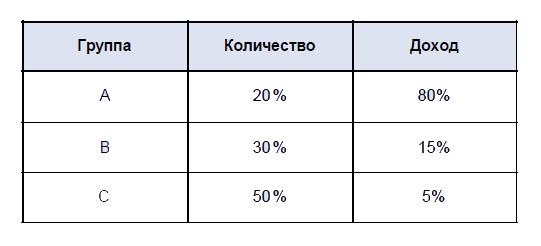 Группа Количество Доход
A 20% 80%
B 30% 15%
C 50% 5%